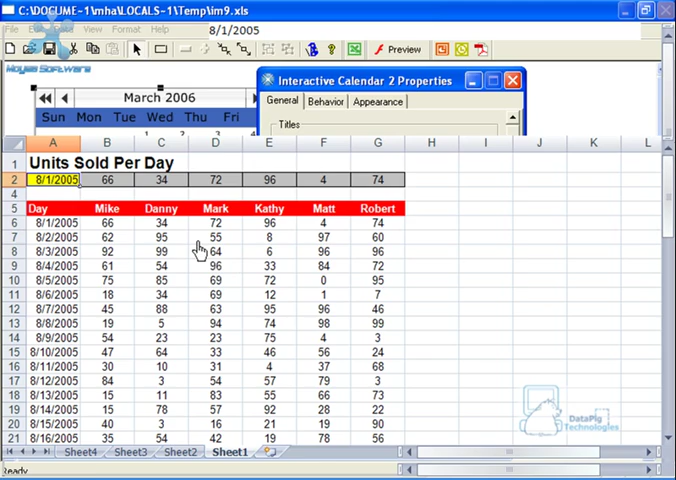 C:\DOCUME~1\mha\LOCALS~1\Temp\im9.xls
File Edit View Format
8/1/2005
Preview
March 2006
Sun Mon Tue Wed Thu Fri
1 2
Interactive Calendar 2 Properties
General Behavior Appearance
Titles
A B C D E F G H I J K L
1 Units Sold Per Day
2 8/1/2005 66 34 72 96 4 74
4
5 Day Mike Danny Mark Kathy Matt Robert
6 8/1/2005 66 34 72 96 4 74
7 8/2/2005 62 95 55 8 97 60
8 8/3/2005 92 99 64 6 96 96
9 8/4/2005 61 54 96 33 84 72
10 8/5/2005 75 85 69 72 0 95
11 8/6/2005 18 34 69 12 1 7
12 8/7/2005 45 88 63 95 96 46
13 8/8/2005 19 5 94 74 98 99
14 8/9/2005 54 23 23 75 4 3
15 8/10/2005 47 64 33 46 56 24
16 8/11/2005 30 10 31 4 37 68
17 8/12/2005 84 3 54 57 79 3
18 8/13/2005 15 11 83 55 66 73
19 8/14/2005 15 78 57 92 28 22
20 8/15/2005 40 3 16 21 19 90
21 8/16/2005 35 54 42 19 78 56
DataPig
Technologies
Sheet4 Sheet3 Sheet2 Sheet1
Ready